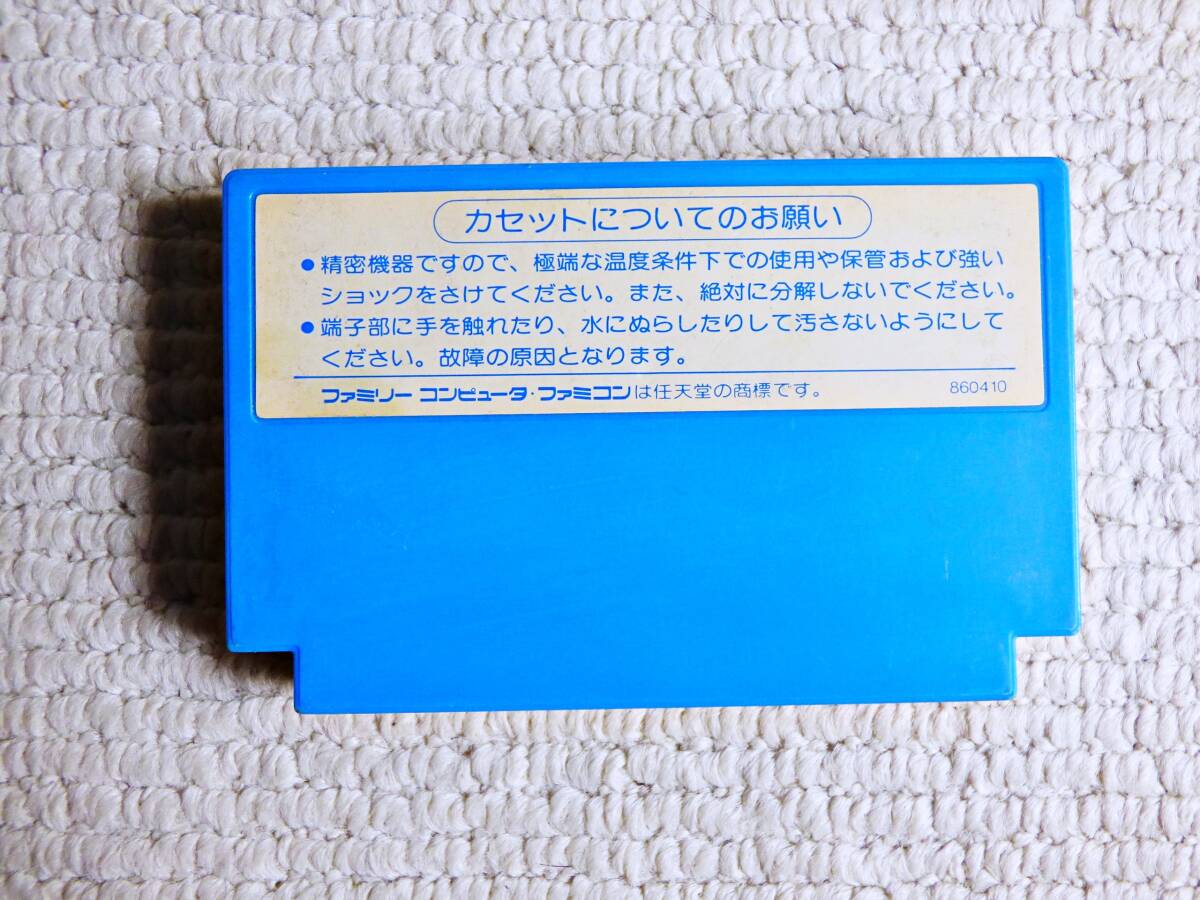 カセットについてのお願い
●精密機器ですので、極端な温度条件下での使用や保管および強い
ショックをさけてください。また、絶対に分解しないでください。
●端子部に手を触れたり、水にぬらしたりして汚さないようにして
ください。故障の原因となります。
ファミリー コンピュータ・ファミコンは任天堂の商標です。 860410